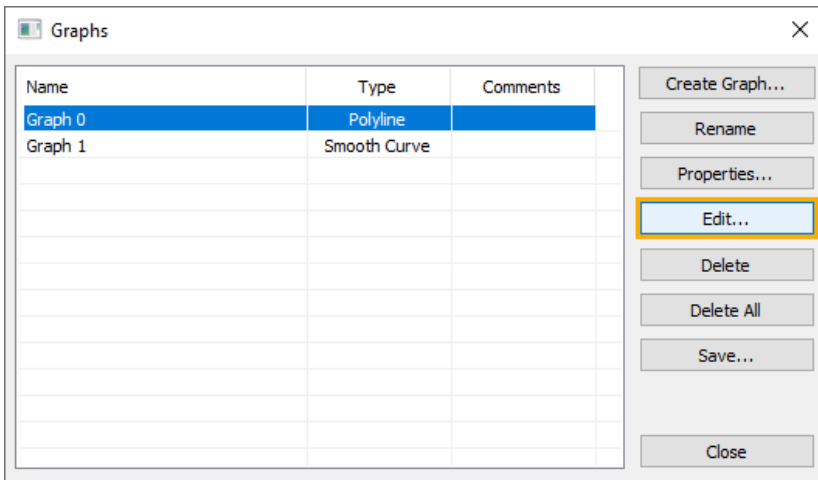 Graphs
Name Type Comments
Graph 0 Polyline
Graph 1 Smooth Curve
Create Graph...
Rename
Properties...
Edit...
Delete
Delete All
Save...
Close